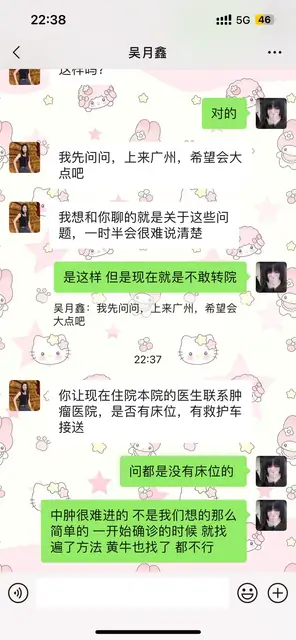 22:38
5G
46
吴月鑫
这样吗？
对的
我先问问，上来广州，希望会大
点吧
我想和你聊的就是关于这些问
题，一时半会很难说清楚
是这样 但是现在就是不敢转院
吴月鑫：我先问问，上来广州，希望会
大点吧
22:37
你让现在住院本院的医生联系肿
瘤医院，是否有床位，有救护车
接送
问都是没有床位的
中肿很难进的 不是我们想的那么
简单的 一开始确诊的时候 就找
遍了方法 黄牛也找了 都不行